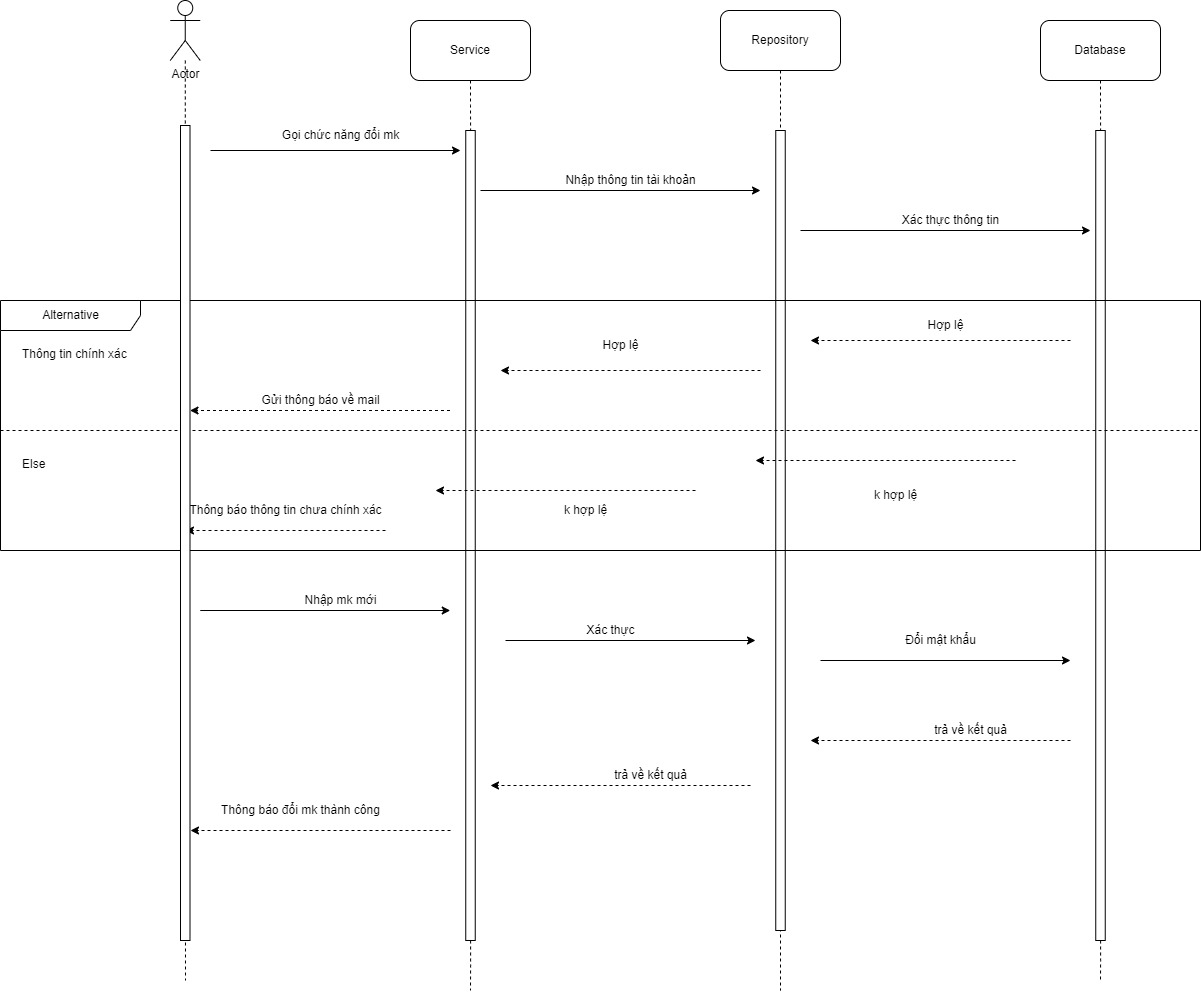 Actor
Service
Repository
Database
Gọi chức năng đổi mk
Nhập thông tin tài khoản
Xác thực thông tin
Alternative
Hợp lệ
Hợp lệ
Thông tin chính xác
Gửi thông báo về mail
Else
k hợp lệ
k hợp lệ
Thông báo thông tin chưa chính xác
Nhập mk mới
Xác thực
Đổi mật khẩu
trả về kết quả
trả về kết quả
Thông báo đổi mk thành công